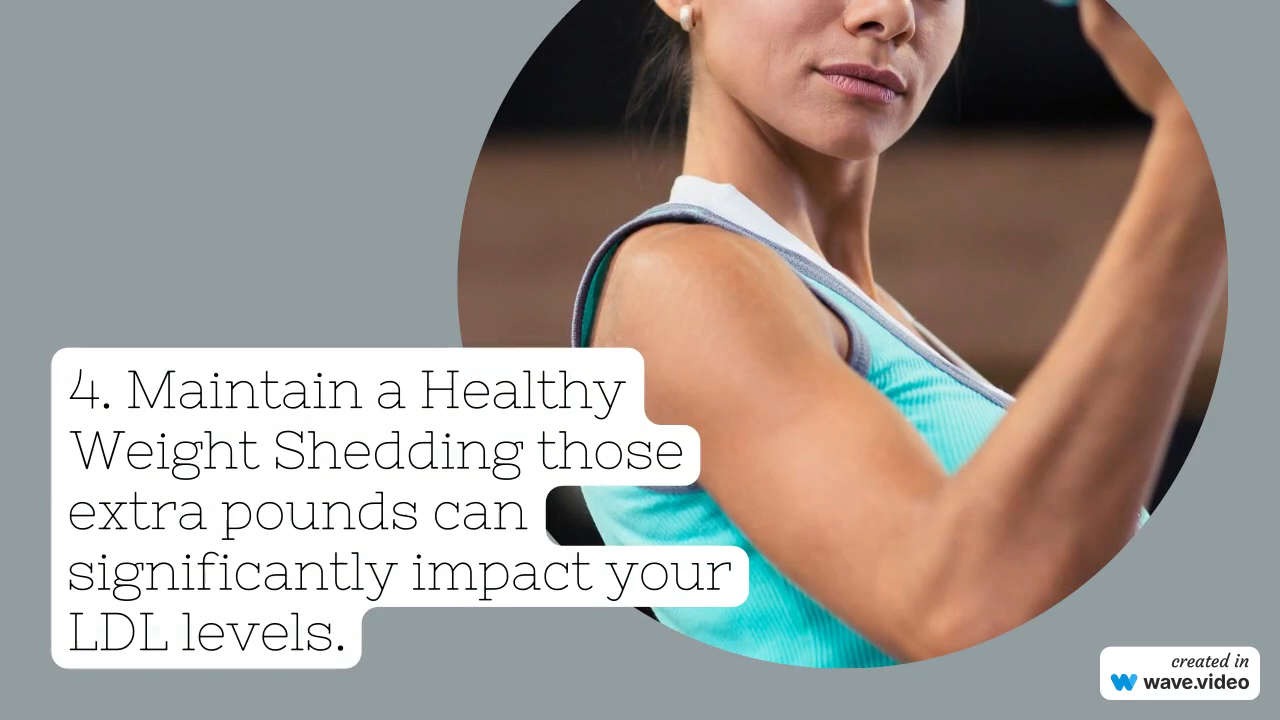 4. Maintain a Healthy
Weight Shedding those
extra pounds can
significantly impact your
LDL levels.
created in
wave.video